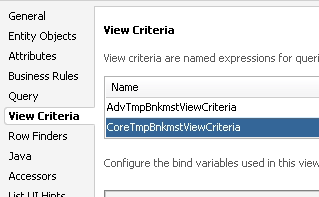 General
Entity Objects
Attributes
Business Rules
Query
View Criteria
Row Finders
Java
Accessors
List UI Hints
View Criteria
View criteria are named expressions for queri
Name
AdvTmpBnkmstViewCriteria
CoreTmpBnkmstViewCriteria
Configure the bind variables used in this view